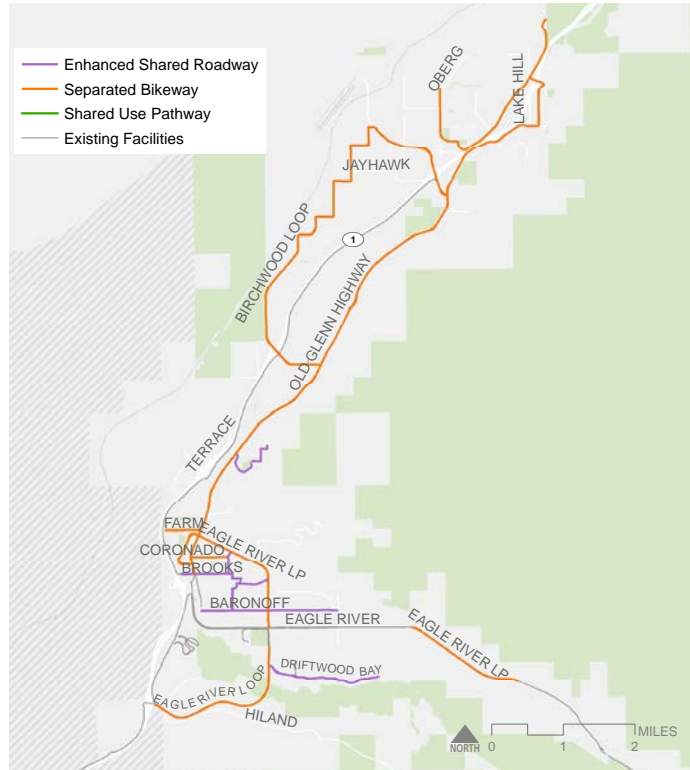 Enhanced Shared Roadway
Separated Bikeway
Shared Use Pathway
Existing Facilities
OBERG
LAKE HILL
JAYHAWK
BIRCHWOOD LOOP
1
OLD GLENN HIGHWAY
TERRACE
FARM
EAGLE RIVER LP
CORONADO
BROOKS
BARONOFF
EAGLE RIVER
EAGLE RIVER LP
DRIFTWOOD BAY
EAGLE RIVER LOOP
HILAND
NORTH
0 1 2
MILES